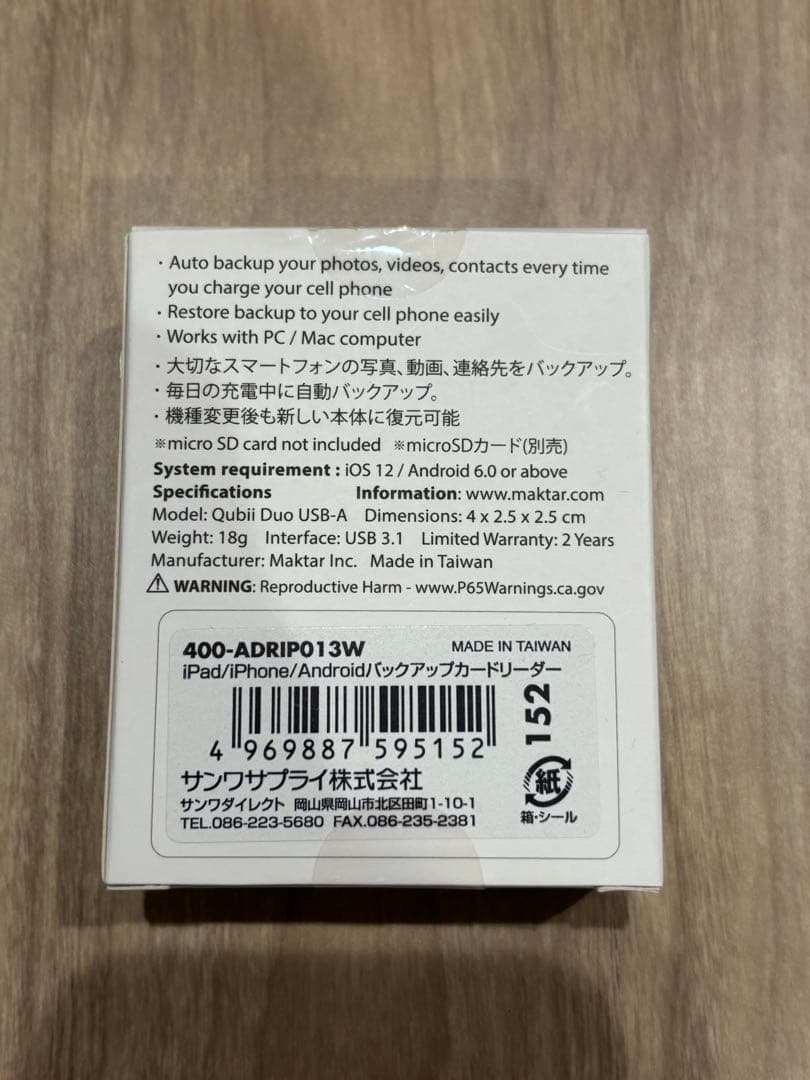 ・Auto backup your photos, videos, contacts every time
you charge your cell phone
・Restore backup to your cell phone easily
・Works with PC / Mac computer
・大切なスマートフォンの写真、動画、連絡先をバックアップ。
・毎日の充電中に自動バックアップ。
・機種変更後も新しい本体に復元可能
※micro SD card not included ※microSDカード(別売)
System requirement : iOS 12 / Android 6.0 or above
Specifications Information: www.maktar.com
Model: Qubii Duo USB-A Dimensions: 4 x 2.5 x 2.5 cm
Weight: 18g Interface: USB 3.1 Limited Warranty: 2 Years
Manufacturer: Maktar Inc. Made in Taiwan
⚠ WARNING: Reproductive Harm - www.P65Warnings.ca.gov
400-ADRIP013W MADE IN TAIWAN
iPad/iPhone/Androidバックアップカードリーダー
4 969887 595152
152
サンワサプライ株式会社
サンワダイレクト 岡山県岡山市北区田町1-10-1
TEL.086-223-5680 FAX.086-235-2381
紙
箱・シール